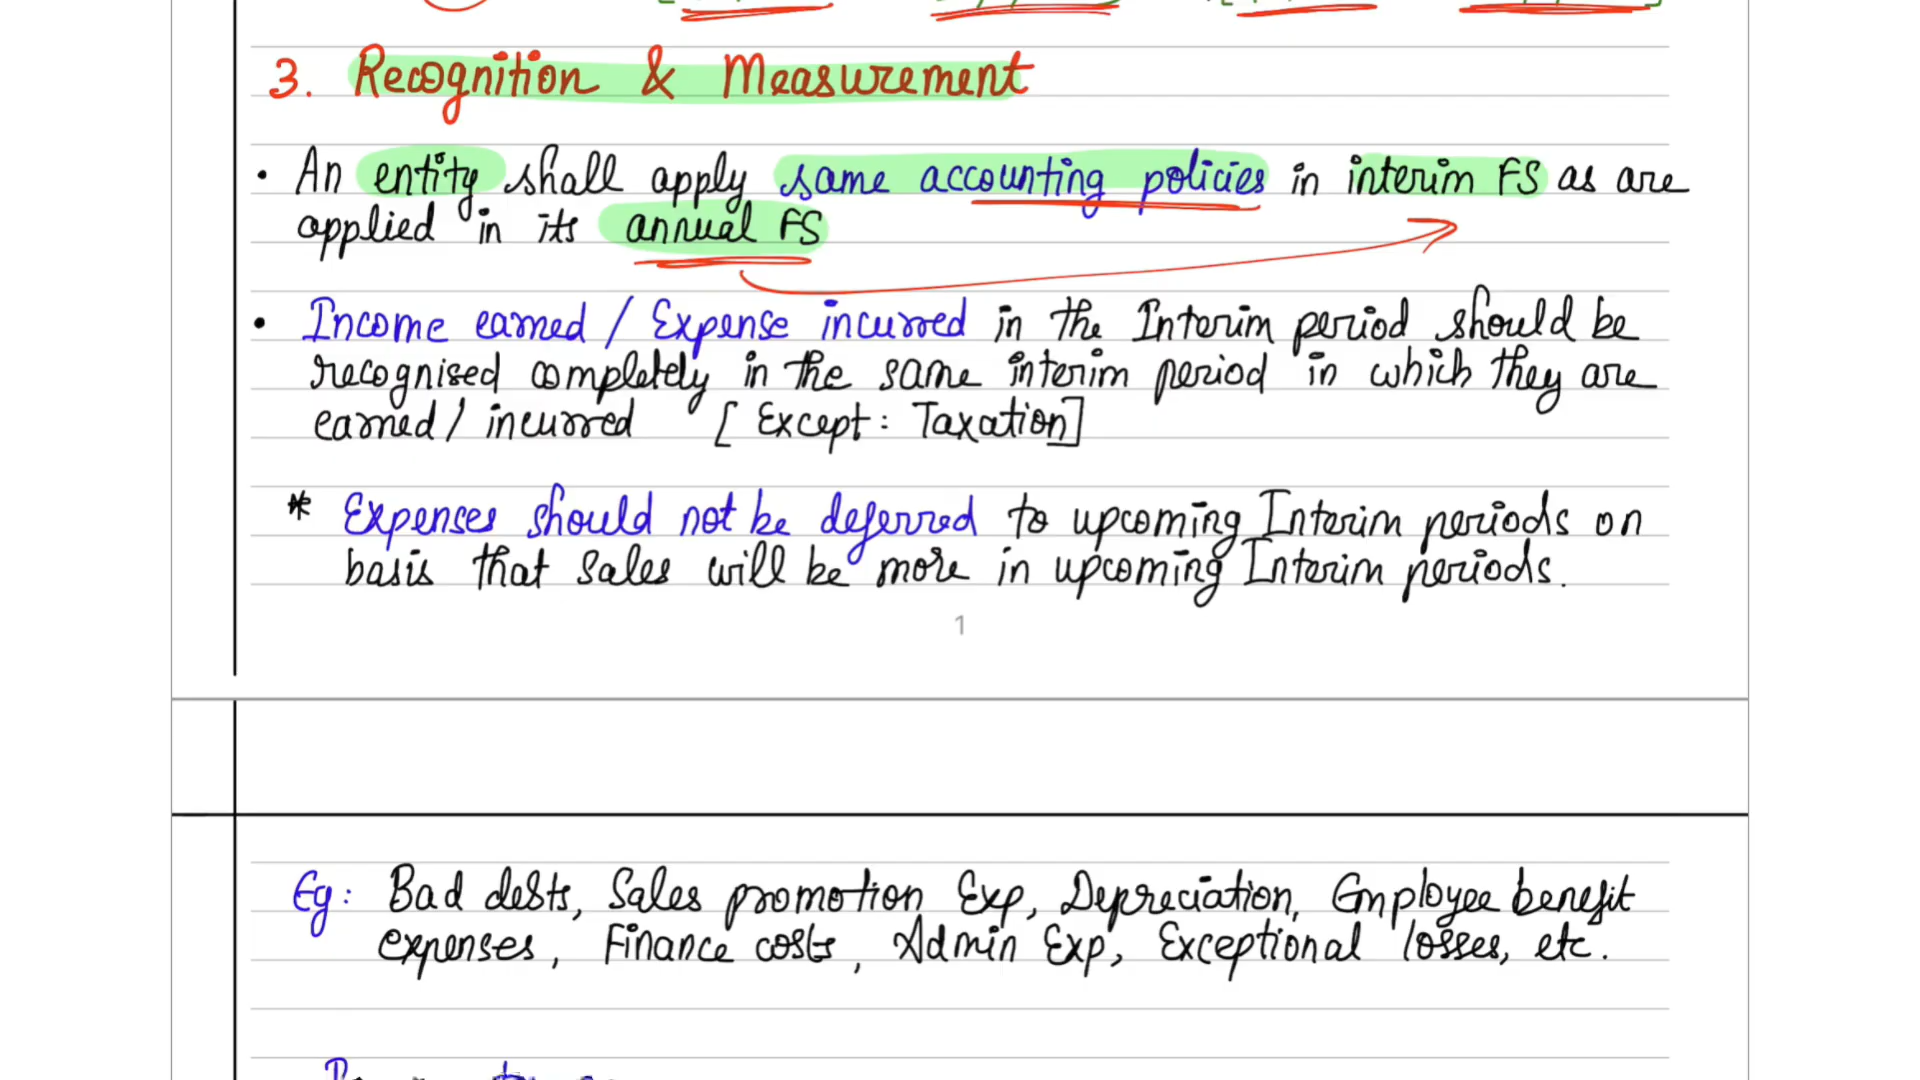 3. Recognition & Measurement
• An entity shall apply same accounting policies in interim FS as are
applied in its annual FS
• Income earned / Expense incurred in the Interim period should be
recognised completely in the same interim period in which they are
earned / incurred [ Except : Taxation]
* Expenses should not be deferred to upcoming Interim periods on
basis that Sales will be more in upcoming Interim periods.
1
Eg: Bad debts, Sales promotion Exp, Depreciation, Employee benefit
expenses, Finance costs, Admin Exp, Exceptional losses, etc.